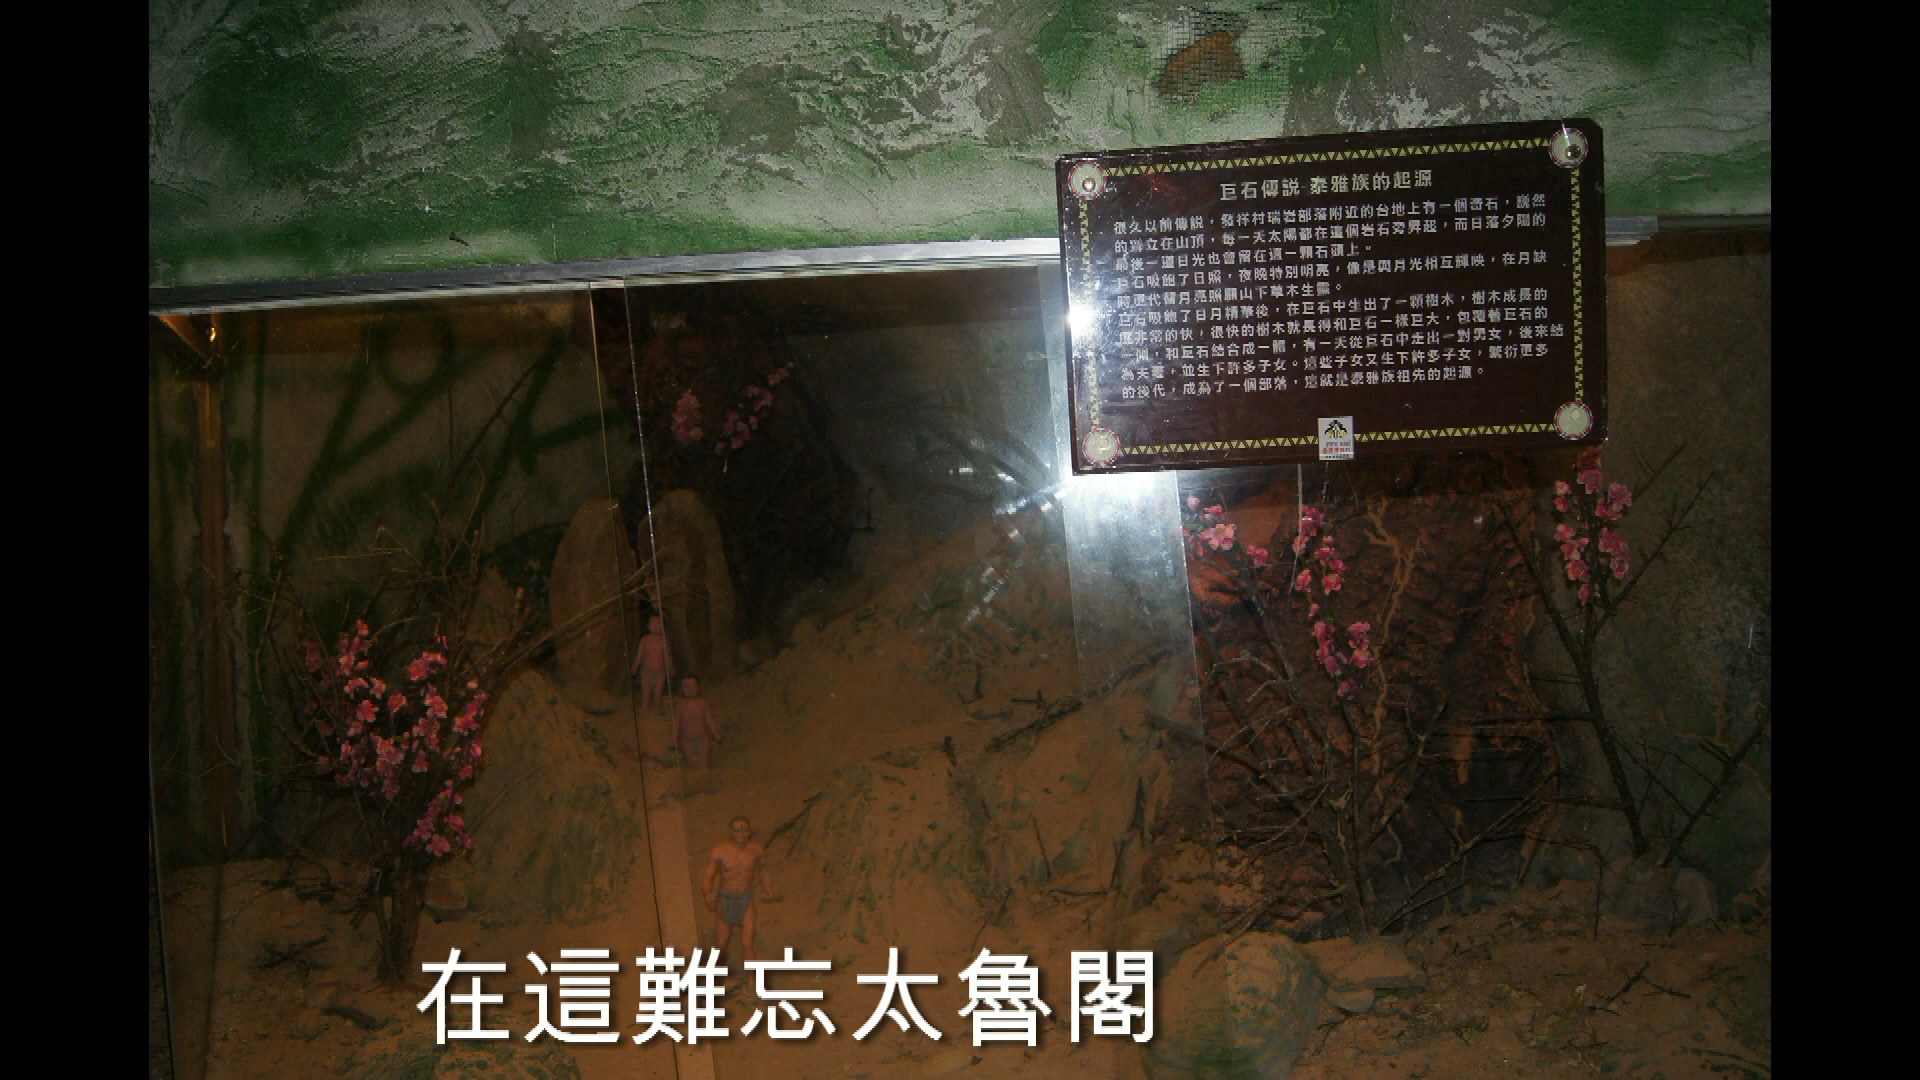 巨石傳説-泰雅族的起源
很久以前傳説，發祥村瑞岩部落附近的台地上有一個岙石，巍然
的聳立在山頂，每一天太陽都在這個岩石旁昇起，而日落夕陽的
最後一道日光也會留在這一顆石頭上。
巨石吸飽了日照，夜晚特別明亮，像是與月光相互輝映，在月缺
時更代替月亮照顧山下草木生靈。
巨石吸飽了日月精華後，在巨石中生出了一顆樹木，樹木成長的
非常的快，很快的樹木就長得和巨石一樣巨大，包覆著巨石的
一側，和巨石結合成一體，有一天從巨石中走出一對男女，後來結
為夫妻，並生下許多子女。這些子女又生下許多子女，繁衍更多
的後代，成為了一個部落，這就是泰雅族祖先的起源。
在這難忘太魯閣